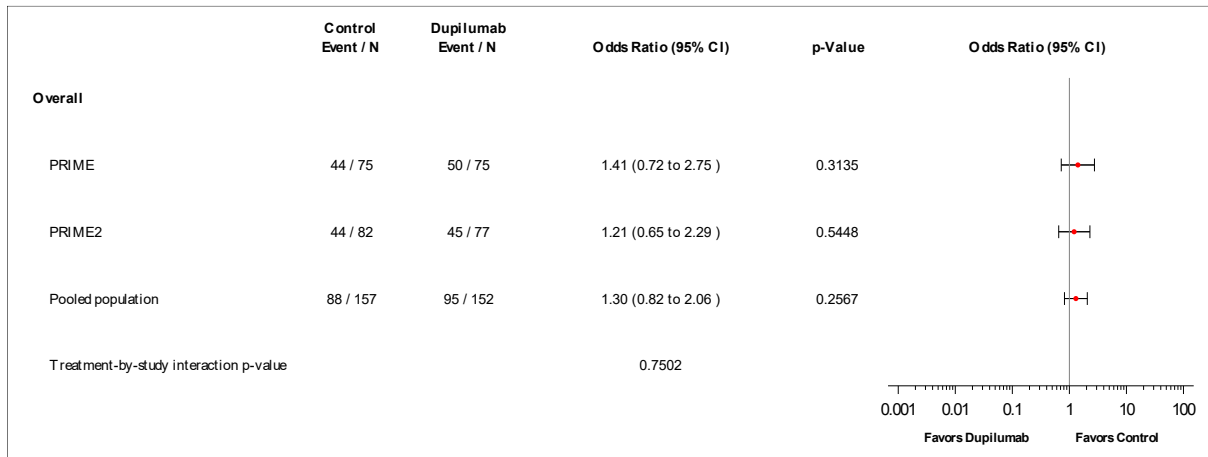 Control Dupilumab
Event / N Event / N Odds Ratio (95% CI) p-Value Odds Ratio (95% CI)
Overall
PRIME 44 / 75 50 / 75 1.41 (0.72 to 2.75 ) 0.3135
PRIME2 44 / 82 45 / 77 1.21 (0.65 to 2.29 ) 0.5448
Pooled population 88 / 157 95 / 152 1.30 (0.82 to 2.06 ) 0.2567
Treatment-by-study interaction p-value 0.7502
0.001 0.01 0.1 1 10 100
Favors Dupilumab Favors Control